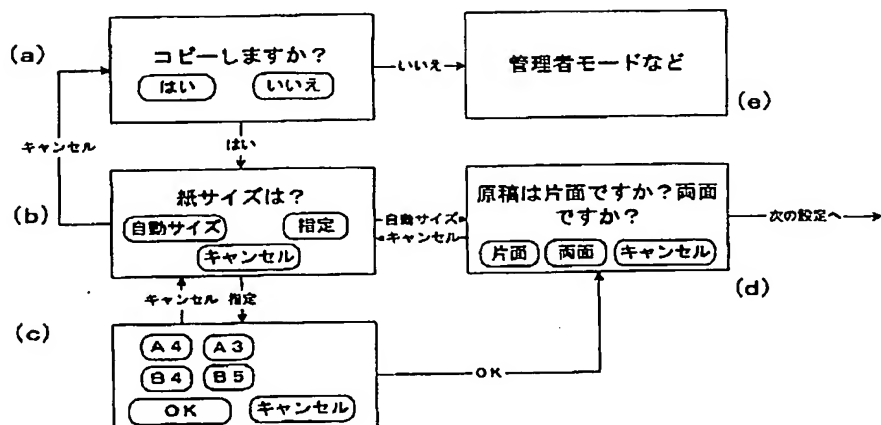 (a)
コピーしますか？
はい
いいえ
いいえ
管理者モードなど
(e)
キャンセル
はい
(b)
紙サイズは？
自動サイズ
指定
キャンセル
自動サイズ
キャンセル
原稿は片面ですか？両面
ですか？
片面
両面
キャンセル
次の設定へ
(d)
キャンセル
指定
(c)
A4
A3
B4
B5
OK
キャンセル
OK